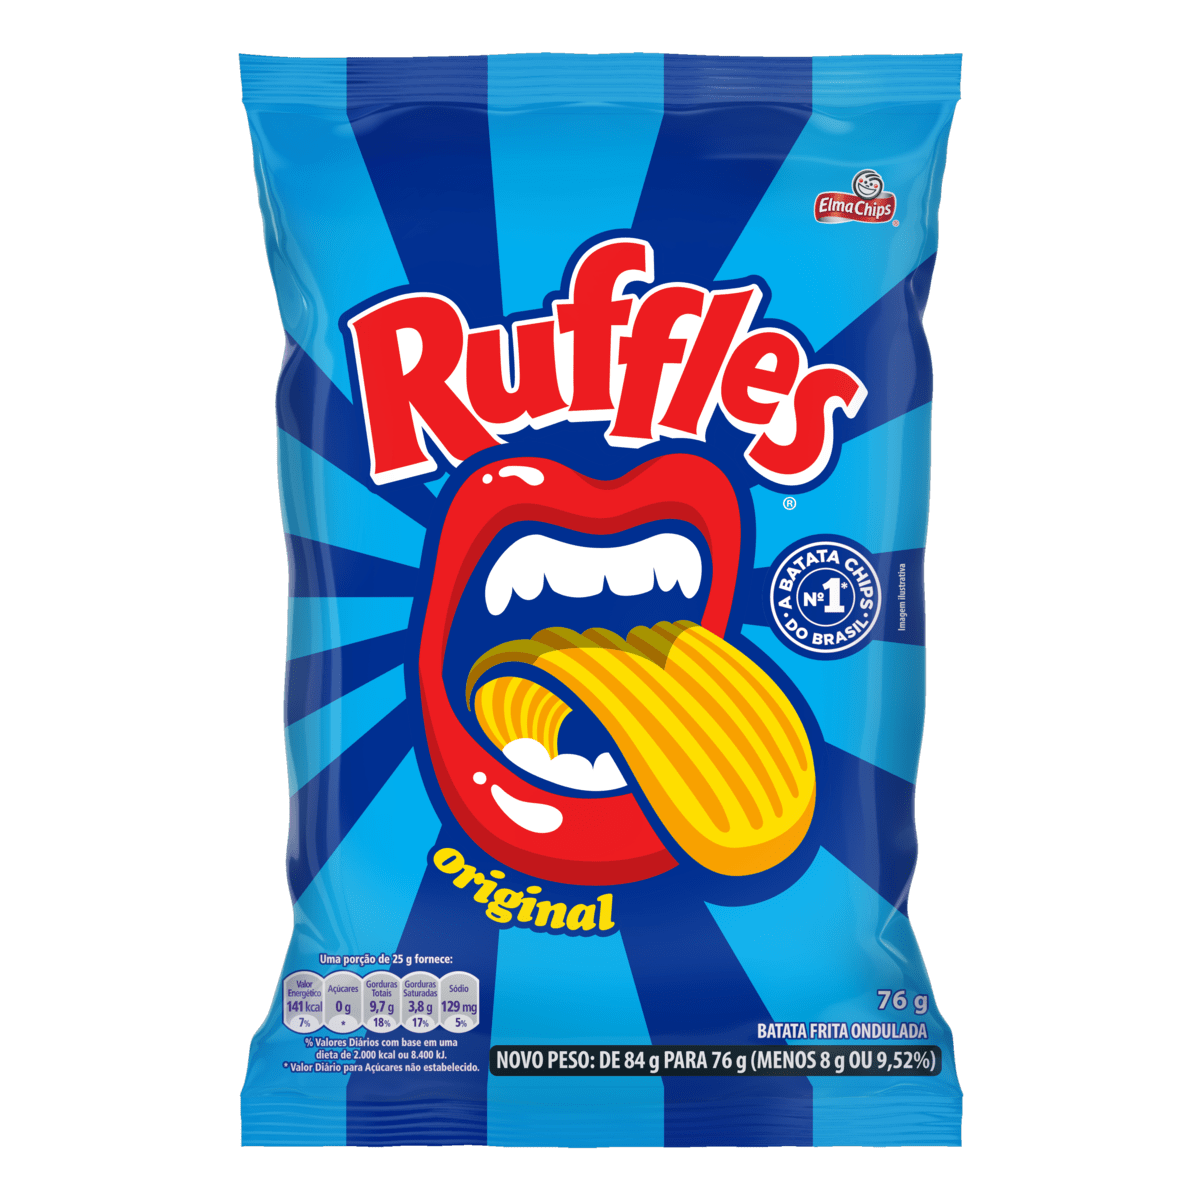 Elma Chips
Ruffles
®
A BATATA CHIPS
Nº1*
DO BRASIL
Imagem ilustrativa
Original
Uma porção de 25 g fornece:
Valor Energético
141 kcal
7%
Açúcares
0 g
*
Gorduras Totais
9,7 g
18%
Gorduras Saturadas
3,8 g
17%
Sódio
129 mg
5%
% Valores Diários com base em uma
dieta de 2.000 kcal ou 8.400 kJ.
* Valor Diário para Açúcares não estabelecido.
76 g
BATATA FRITA ONDULADA
NOVO PESO: DE 84 g PARA 76 g (MENOS 8 g OU 9,52%)